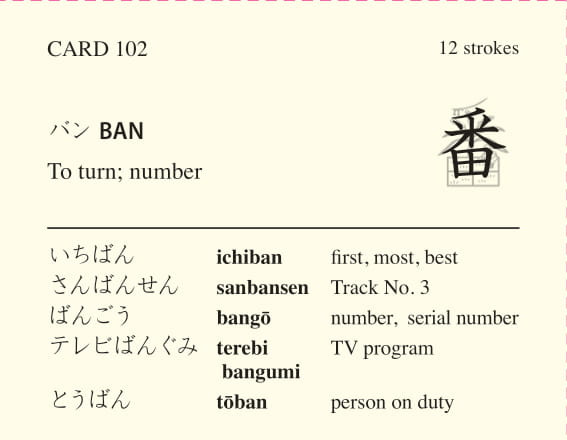 CARD 102 12 strokes
バン BAN 番
To turn; number
いちばん ichiban first, most, best
さんばんせん sanbansen Track No. 3
ばんごう bangō number, serial number
テレビばんぐみ terebi TV program
bangumi
とうばん tōban person on duty